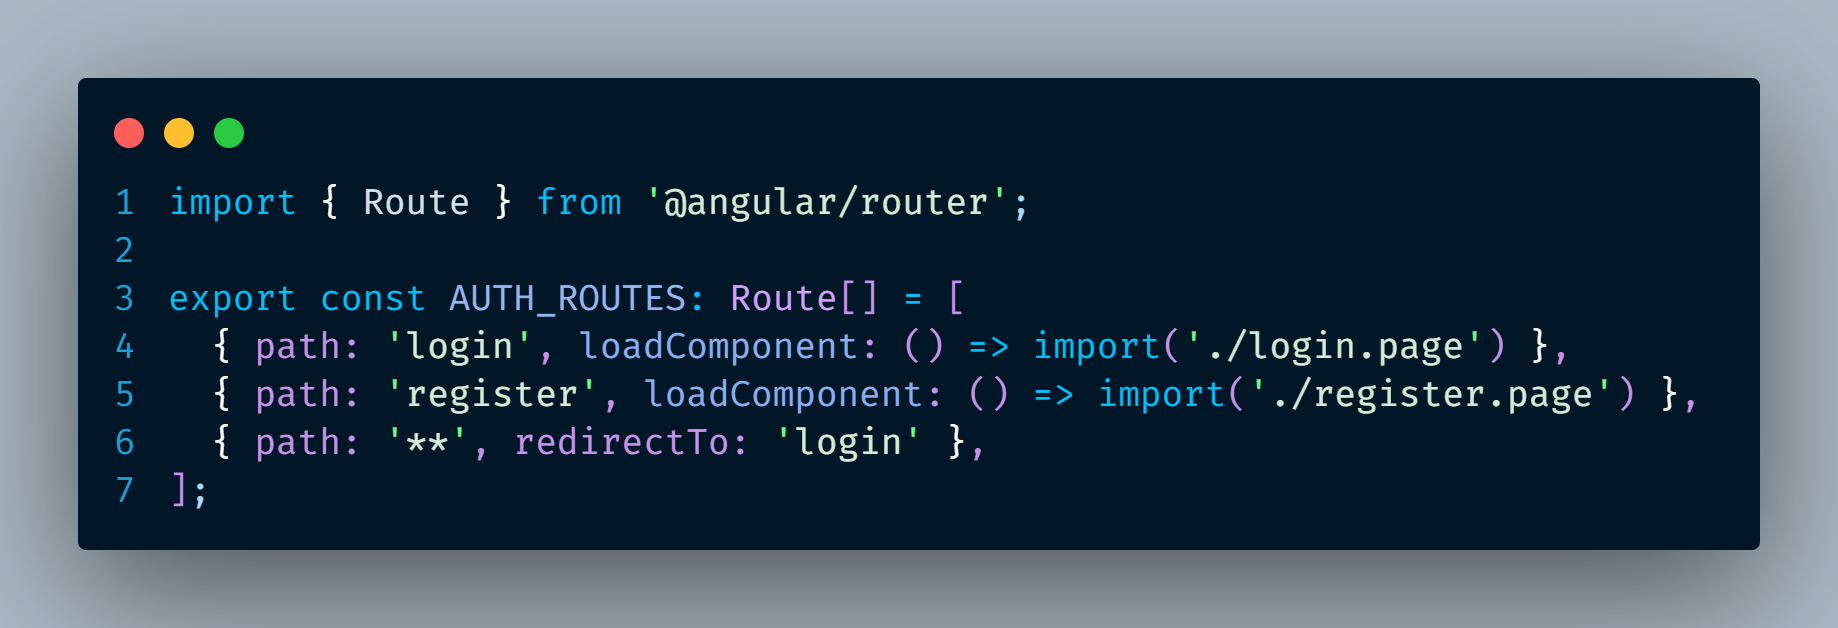 1 import { Route } from '@angular/router';
2
3 export const AUTH_ROUTES: Route[] = [
4   { path: 'login', loadComponent: () => import('./login.page') },
5   { path: 'register', loadComponent: () => import('./register.page') },
6   { path: '**', redirectTo: 'login' },
7 ];